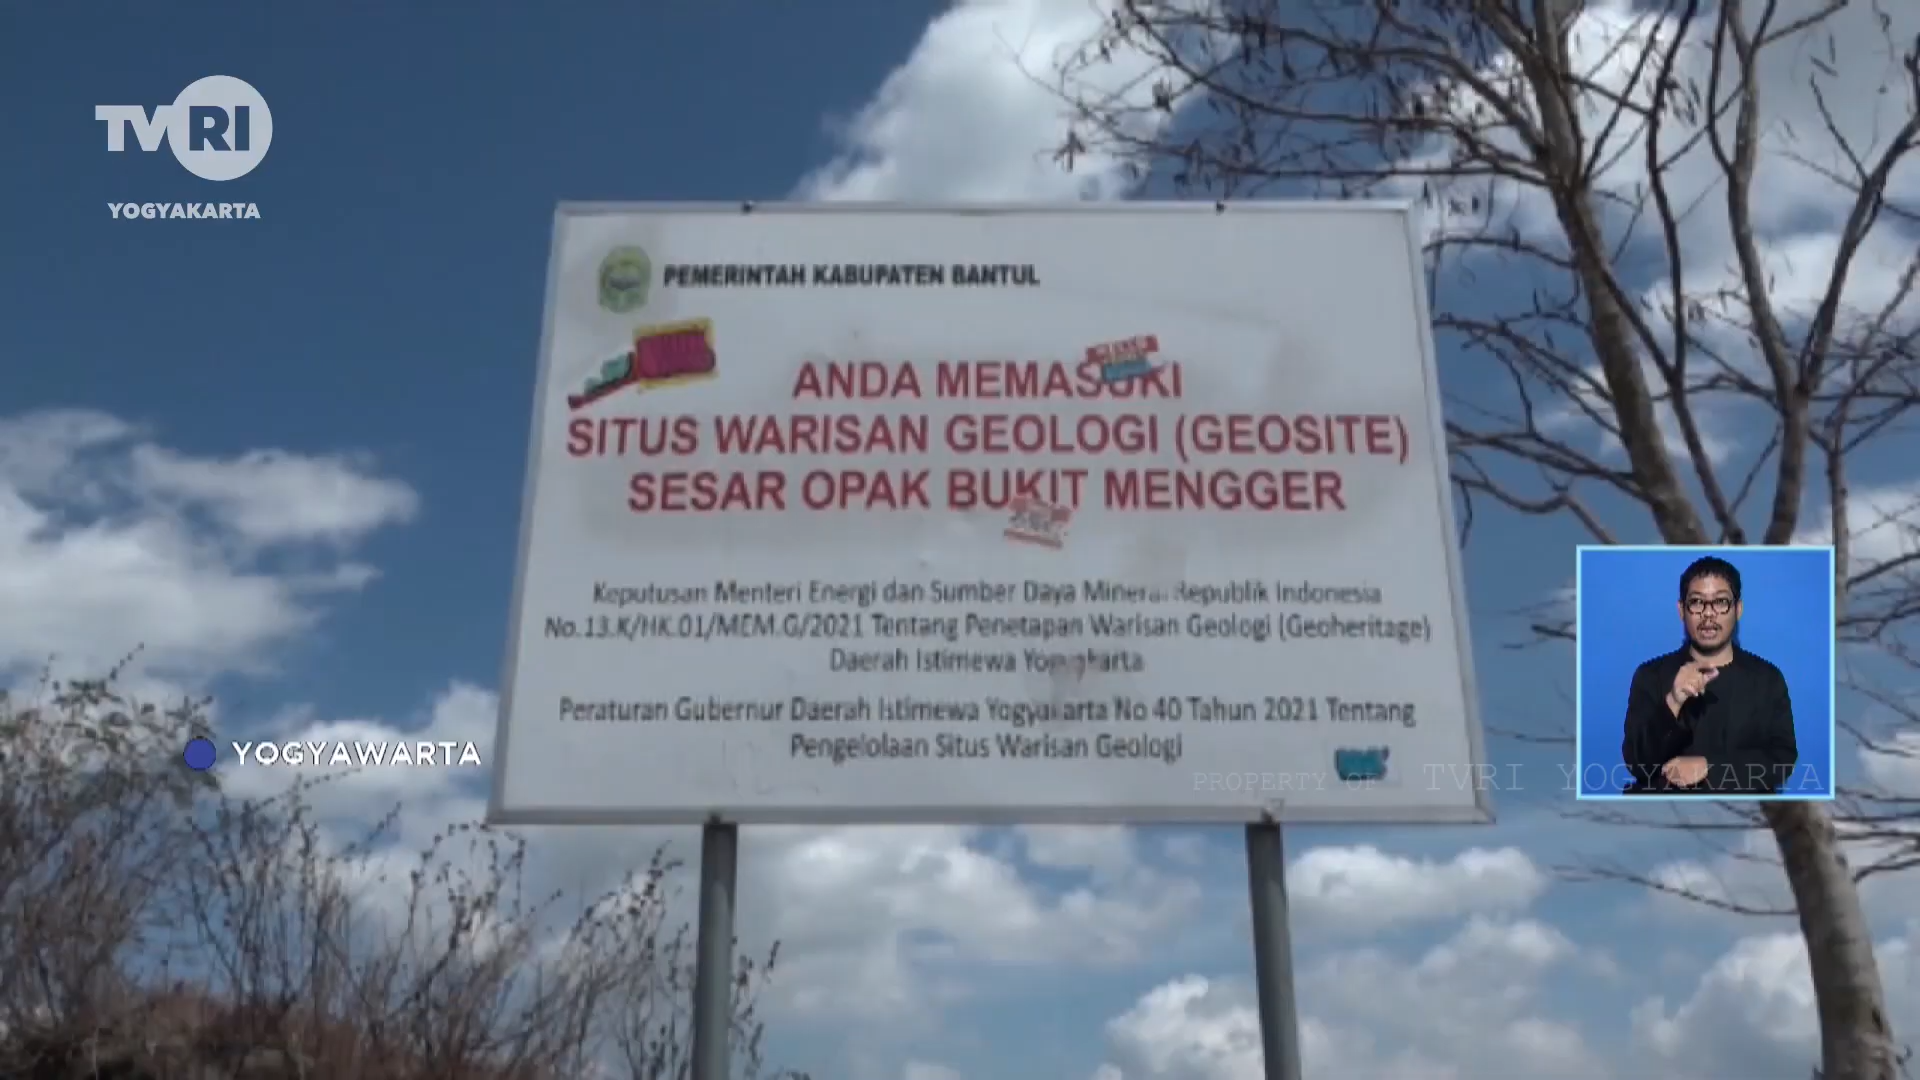 TVRI
YOGYAKARTA
PEMERINTAH KABUPATEN BANTUL
ANDA MEMASUKI
SITUS WARISAN GEOLOGI (GEOSITE)
SESAR OPAK BUKIT MENGGER
Keputusan Menteri Energi dan Sumber Daya Mineral Republik Indonesia
No.13.K/HK.01/MEM.G/2021 Tentang Penetapan Warisan Geologi (Geoheritage)
Daerah Istimewa Yogyakarta
Peraturan Gubernur Daerah Istimewa Yogyakarta No 40 Tahun 2021 Tentang
Pengelolaan Situs Warisan Geologi
YOGYAWARTA
PROPERTY OF TVRI YOGYAKARTA